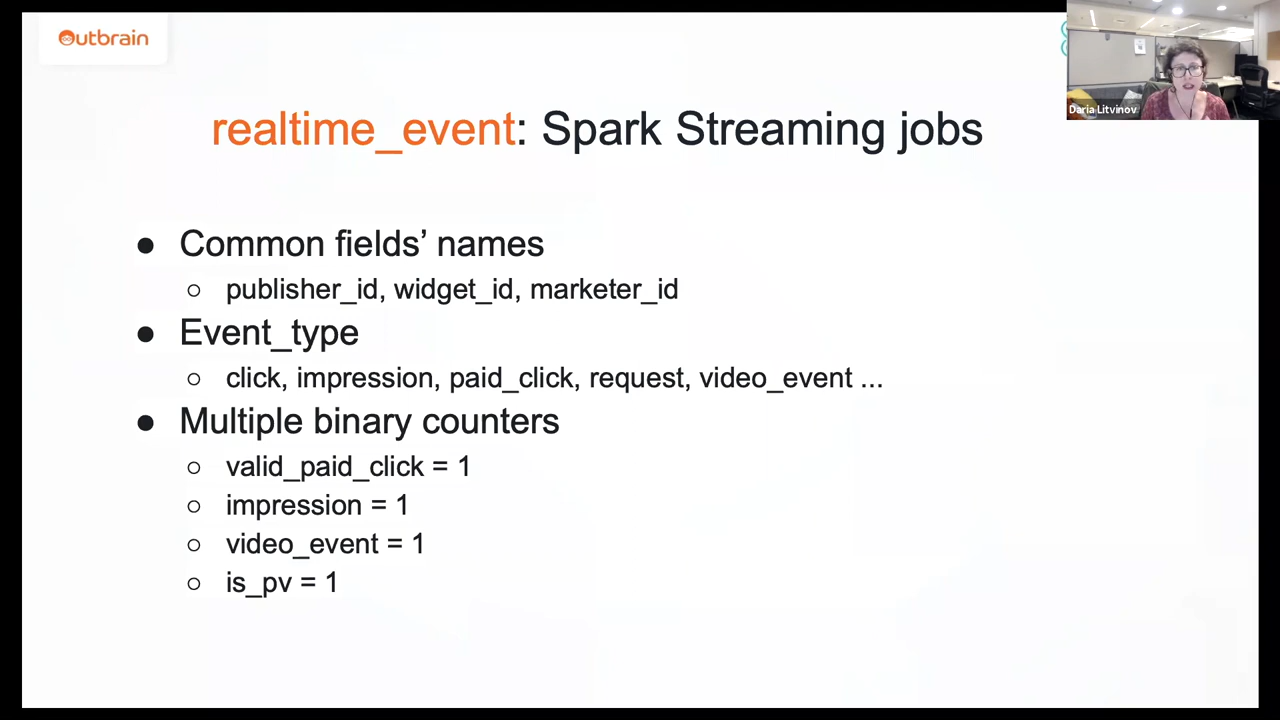 Outbrain
Daria Litvinov
realtime_event: Spark Streaming jobs
● Common fields’ names
○ publisher_id, widget_id, marketer_id
● Event_type
○ click, impression, paid_click, request, video_event ...
● Multiple binary counters
○ valid_paid_click = 1
○ impression = 1
○ video_event = 1
○ is_pv = 1